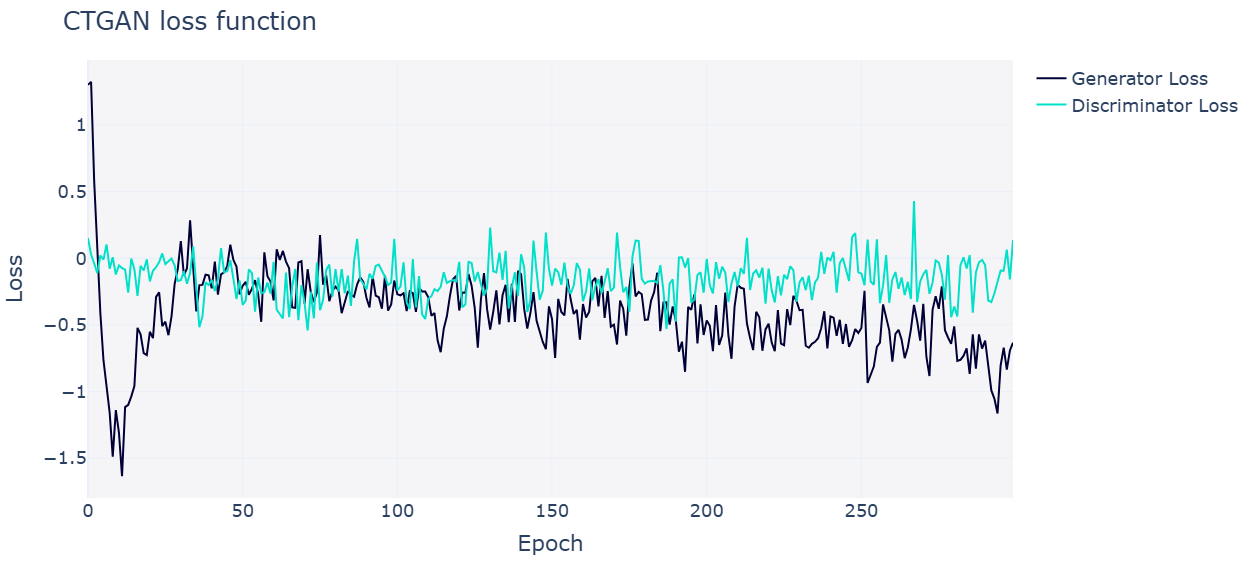 CTGAN loss function
Generator Loss
Discriminator Loss
1
0.5
0
−0.5
−1
−1.5
Loss
0
50
100
150
200
250
Epoch